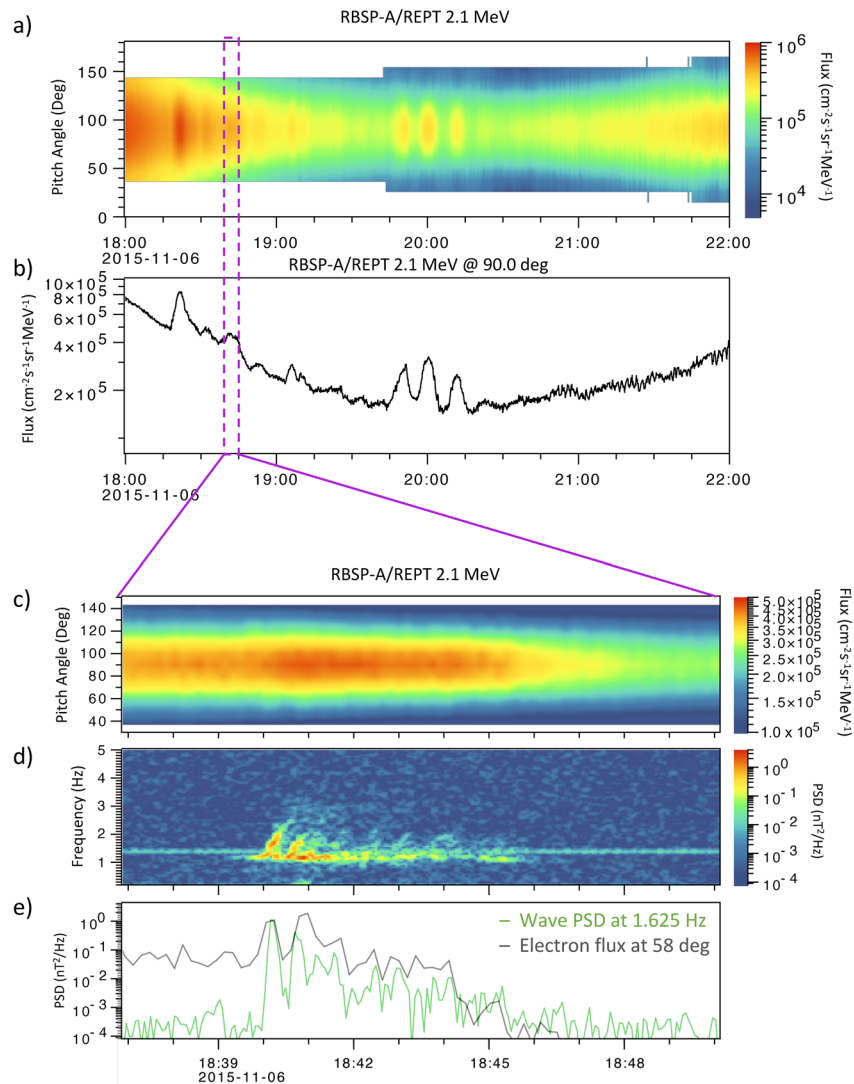 RBSP-A/REPT 2.1 MeV
a)
150
100
50
0
Pitch Angle (Deg)
18:00 19:00 20:00 21:00 22:00
2015-11-06
10⁶
10⁵
10⁴
Flux (cm⁻²s⁻¹sr⁻¹MeV⁻¹)
b)
RBSP-A/REPT 2.1 MeV @ 90.0 deg
10×10⁵
8×10⁵
6×10⁵
4×10⁵
2×10⁵
Flux (cm⁻²s⁻¹sr⁻¹MeV⁻¹)
18:00 19:00 20:00 21:00 22:00
2015-11-06
RBSP-A/REPT 2.1 MeV
c)
140
120
100
80
60
40
Pitch Angle (Deg)
5.0×10⁵
4.5×10⁵
4.0×10⁵
3.5×10⁵
3.0×10⁵
2.5×10⁵
2.0×10⁵
1.5×10⁵
1.0 x 10⁵
Flux (cm⁻²s⁻¹sr⁻¹MeV⁻¹)
d)
5
4
3
2
1
Frequency (Hz)
10⁰
10⁻¹
10⁻²
10⁻³
10⁻⁴
PSD (nT²/Hz)
e)
10⁰
10⁻¹
10⁻²
10⁻³
10⁻⁴
PSD (nT²/Hz)
– Wave PSD at 1.625 Hz
– Electron flux at 58 deg
18:39 18:42 18:45 18:48
2015-11-06